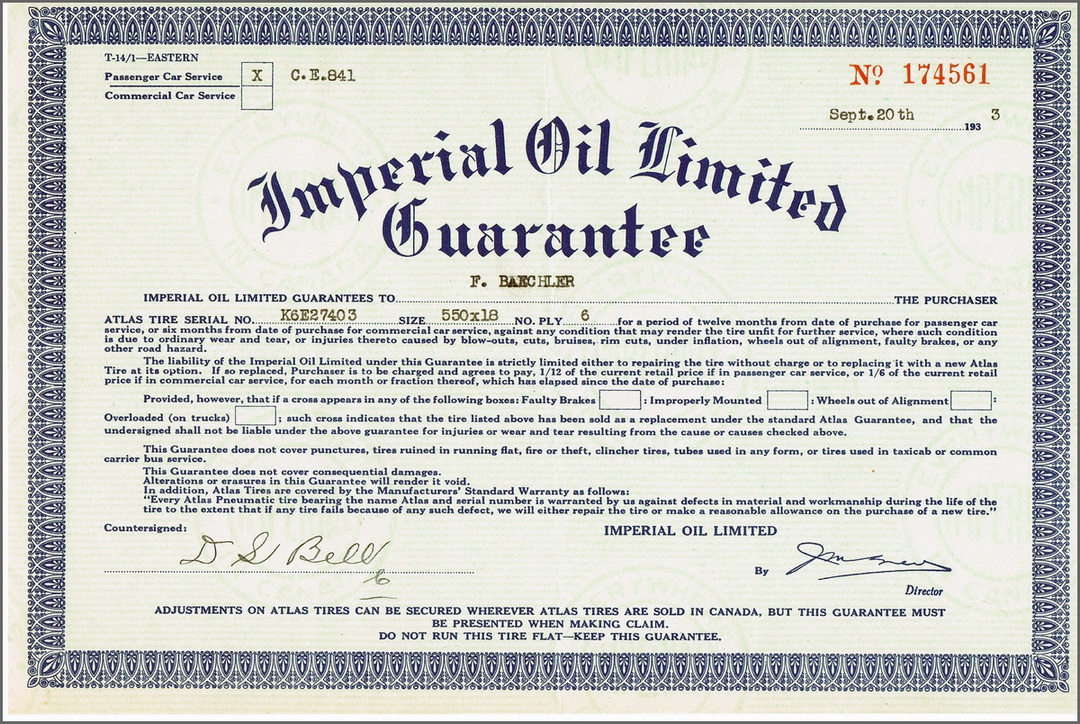 T-14/1—EASTERN
Passenger Car Service X C.E.841
Commercial Car Service
No 174561
Sept.20th 193 3
Imperial Oil Limited
Guarantee
F. BAECHLER
IMPERIAL OIL LIMITED GUARANTEES TO THE PURCHASER
ATLAS TIRE SERIAL NO. K6E27403 SIZE 550x18 NO. PLY 6 for a period of twelve months from date of purchase for passenger car
service, or six months from date of purchase for commercial car service, against any condition that may render the tire unfit for further service, where such condition
is due to ordinary wear and tear, or injuries thereto caused by blow-outs, cuts, bruises, rim cuts, under inflation, wheels out of alignment, faulty brakes, or any
other road hazard.
The liability of the Imperial Oil Limited under this Guarantee is strictly limited either to repairing the tire without charge or to replacing it with a new Atlas
Tire at its option. If so replaced, Purchaser is to be charged and agrees to pay, 1/12 of the current retail price if in passenger car service, or 1/6 of the current retail
price if in commercial car service, for each month or fraction thereof, which has elapsed since the date of purchase:
Provided, however, that if a cross appears in any of the following boxes: Faulty Brakes : Improperly Mounted : Wheels out of Alignment :
Overloaded (on trucks) ; such cross indicates that the tire listed above has been sold as a replacement under the standard Atlas Guarantee, and that the
undersigned shall not be liable under the above guarantee for injuries or wear and tear resulting from the cause or causes checked above.
This Guarantee does not cover punctures, tires ruined in running flat, fire or theft, clincher tires, tubes used in any form, or tires used in taxicab or common
carrier bus service.
This Guarantee does not cover consequential damages.
Alterations or erasures in this Guarantee will render it void.
In addition, Atlas Tires are covered by the Manufacturers' Standard Warranty as follows:
"Every Atlas Pneumatic tire bearing the name Atlas and serial number is warranted by us against defects in material and workmanship during the life of the
tire to the extent that if any tire fails because of any such defect, we will either repair the tire or make a reasonable allowance on the purchase of a new tire."
Countersigned:
D S Bell
6
IMPERIAL OIL LIMITED
By
Director
ADJUSTMENTS ON ATLAS TIRES CAN BE SECURED WHEREVER ATLAS TIRES ARE SOLD IN CANADA, BUT THIS GUARANTEE MUST
BE PRESENTED WHEN MAKING CLAIM.
DO NOT RUN THIS TIRE FLAT—KEEP THIS GUARANTEE.